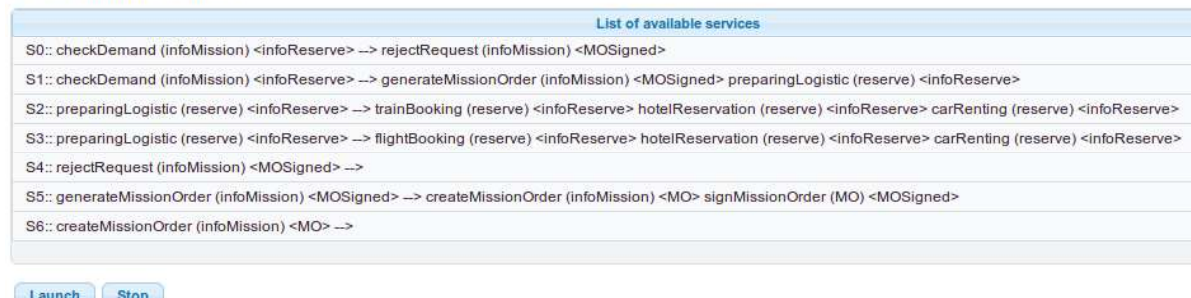 List of available services
S0:: checkDemand (infoMission) <infoReserve> --> rejectRequest (infoMission) <MOSigned>
S1:: checkDemand (infoMission) <infoReserve> --> generateMissionOrder (infoMission) <MOSigned> preparingLogistic (reserve) <infoReserve>
S2:: preparingLogistic (reserve) <infoReserve> --> trainBooking (reserve) <infoReserve> hotelReservation (reserve) <infoReserve> carRenting (reserve) <infoReserve>
S3:: preparingLogistic (reserve) <infoReserve> --> flightBooking (reserve) <infoReserve> hotelReservation (reserve) <infoReserve> carRenting (reserve) <infoReserve>
S4:: rejectRequest (infoMission) <MOSigned> -->
S5:: generateMissionOrder (infoMission) <MOSigned> --> createMissionOrder (infoMission) <MO> signMissionOrder (MO) <MOSigned>
S6:: createMissionOrder (infoMission) <MO> -->
Launch Stop